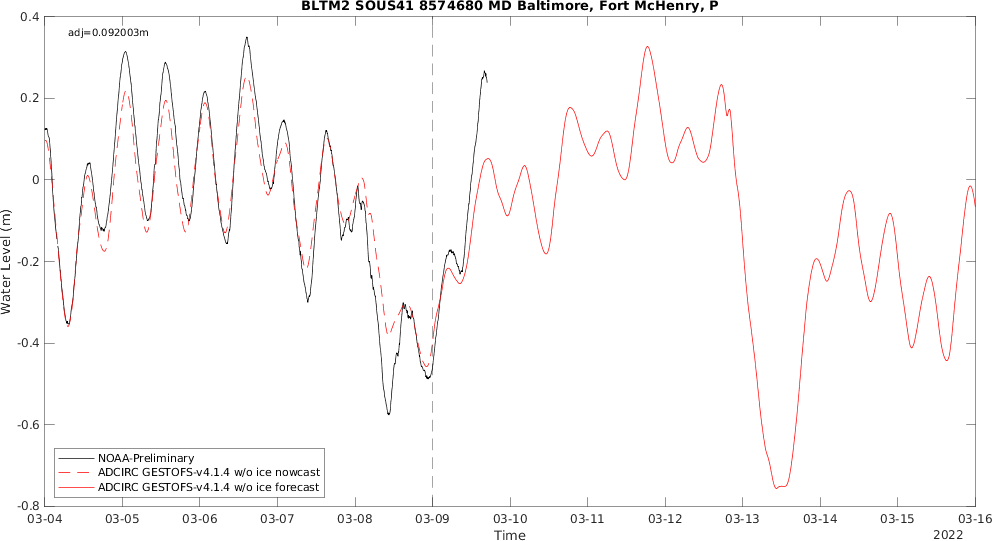 BLTM2 SOUS41 8574680 MD Baltimore, Fort McHenry, P
adj=0.092003m
0.4
0.2
0
-0.2
-0.4
-0.6
-0.8
Water Level (m)
NOAA-Preliminary
ADCIRC GESTOFS-v4.1.4 w/o ice nowcast
ADCIRC GESTOFS-v4.1.4 w/o ice forecast
03-04 03-05 03-06 03-07 03-08 03-09 03-10 03-11 03-12 03-13 03-14 03-15 03-16
Time
2022